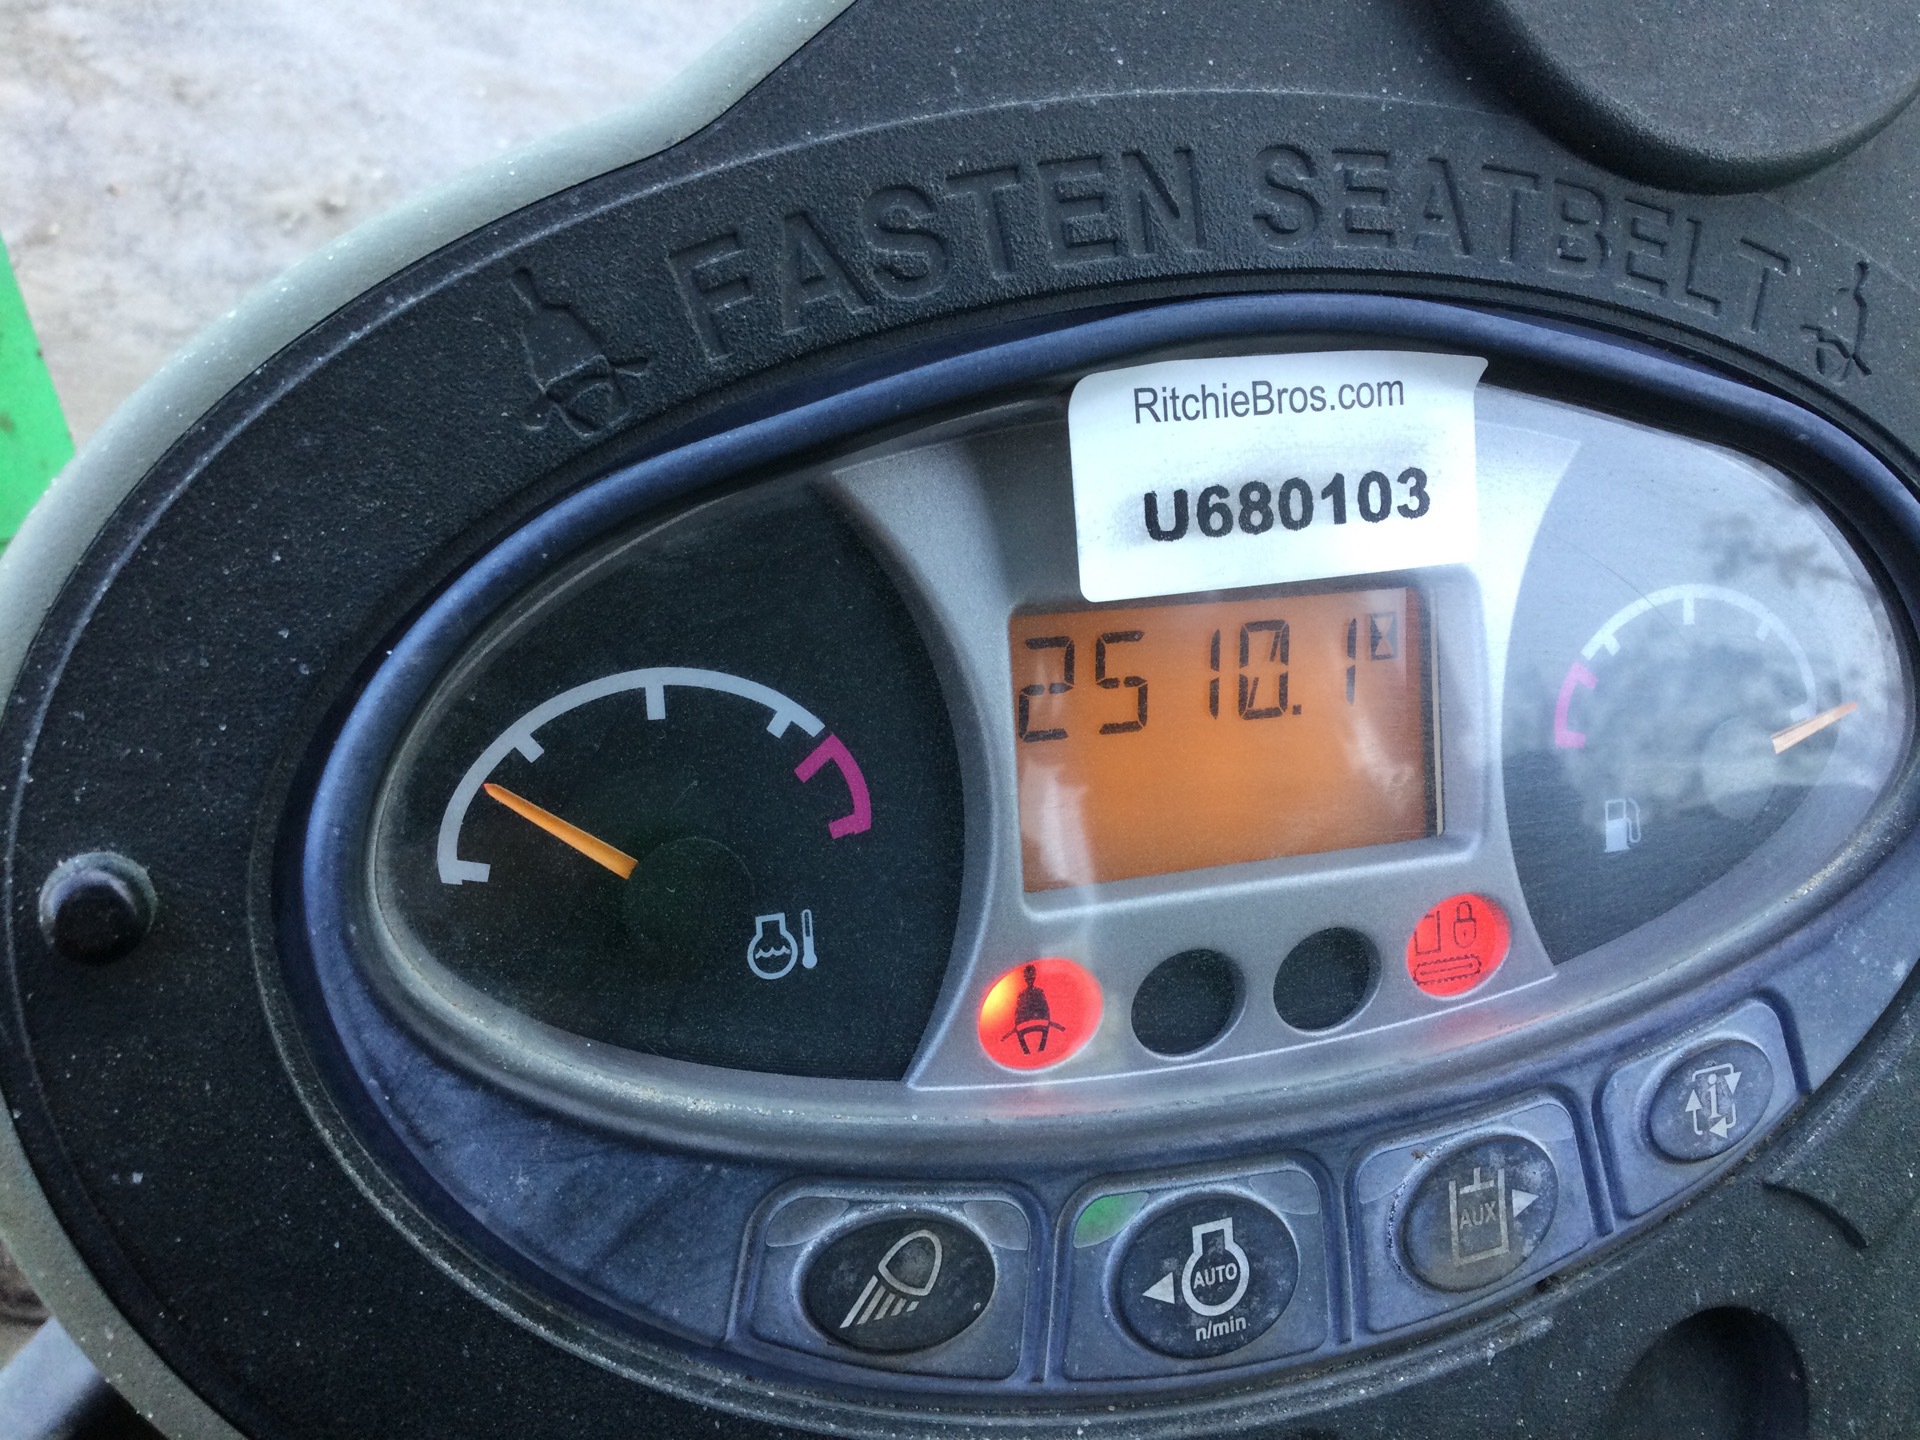 FASTEN SEATBELT
RitchieBros.com
U680103
2510.1
AUTO
n/min
AUX
i